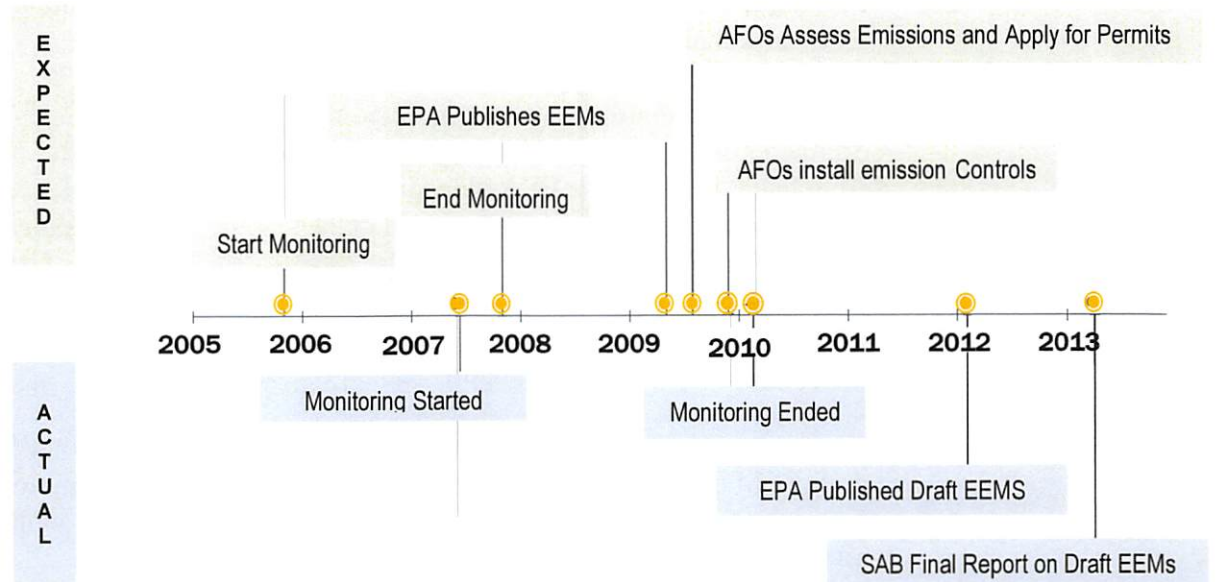 EXPECTED
AFOs Assess Emissions and Apply for Permits
EPA Publishes EEMs
AFOs install emission Controls
End Monitoring
Start Monitoring
2005 2006 2007 2008 2009 2010 2011 2012 2013
ACTUAL
Monitoring Started
Monitoring Ended
EPA Published Draft EEMS
SAB Final Report on Draft EEMs